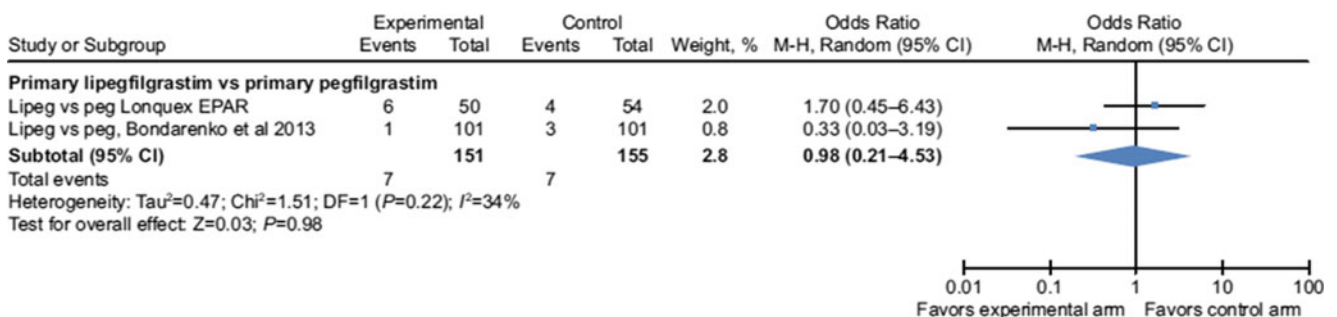 Experimental Control Odds Ratio Odds Ratio
Study or Subgroup Events Total Events Total Weight, % M-H, Random (95% CI) M-H, Random (95% CI)
Primary lipegfilgrastim vs primary pegfilgrastim
Lipeg vs peg Lonquex EPAR 6 50 4 54 2.0 1.70 (0.45–6.43)
Lipeg vs peg, Bondarenko et al 2013 1 101 3 101 0.8 0.33 (0.03–3.19)
Subtotal (95% CI) 151 155 2.8 0.98 (0.21–4.53)
Total events 7 7
Heterogeneity: Tau²=0.47; Chi²=1.51; DF=1 (P=0.22); I²=34%
Test for overall effect: Z=0.03; P=0.98
0.01 0.1 1 10 100
Favors experimental arm Favors control arm